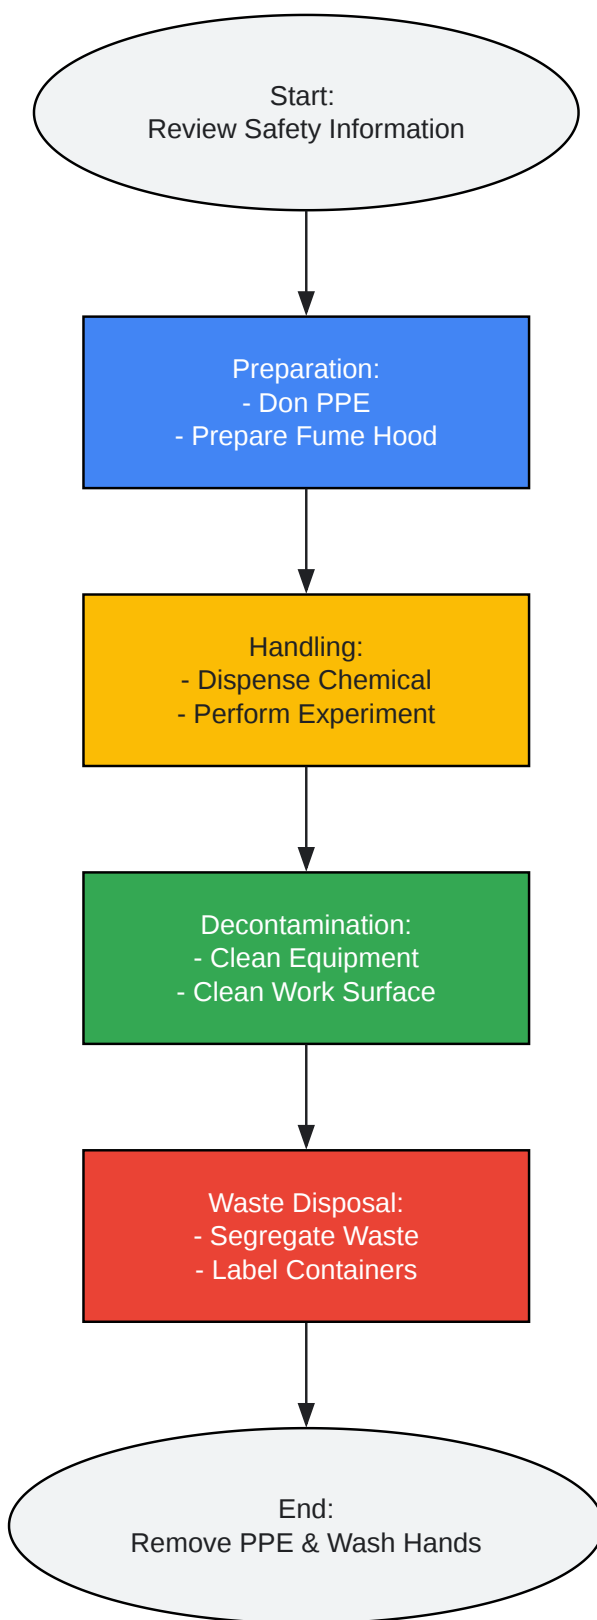 Start:
Review Safety Information
Preparation:
- Don PPE
- Prepare Fume Hood
Handling:
- Dispense Chemical
- Perform Experiment
Decontamination:
- Clean Equipment
- Clean Work Surface
Waste Disposal:
- Segregate Waste
- Label Containers
End:
Remove PPE & Wash Hands